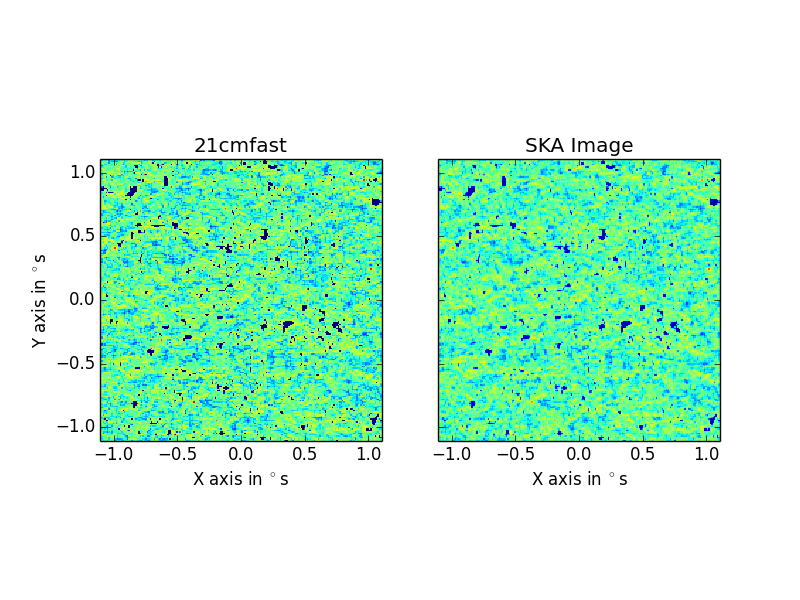 21cmfast
SKA Image
1.0
0.5
0.0
−0.5
−1.0
Y axis in °s
−1.0 −0.5 0.0 0.5 1.0
X axis in °s
−1.0 −0.5 0.0 0.5 1.0
X axis in °s